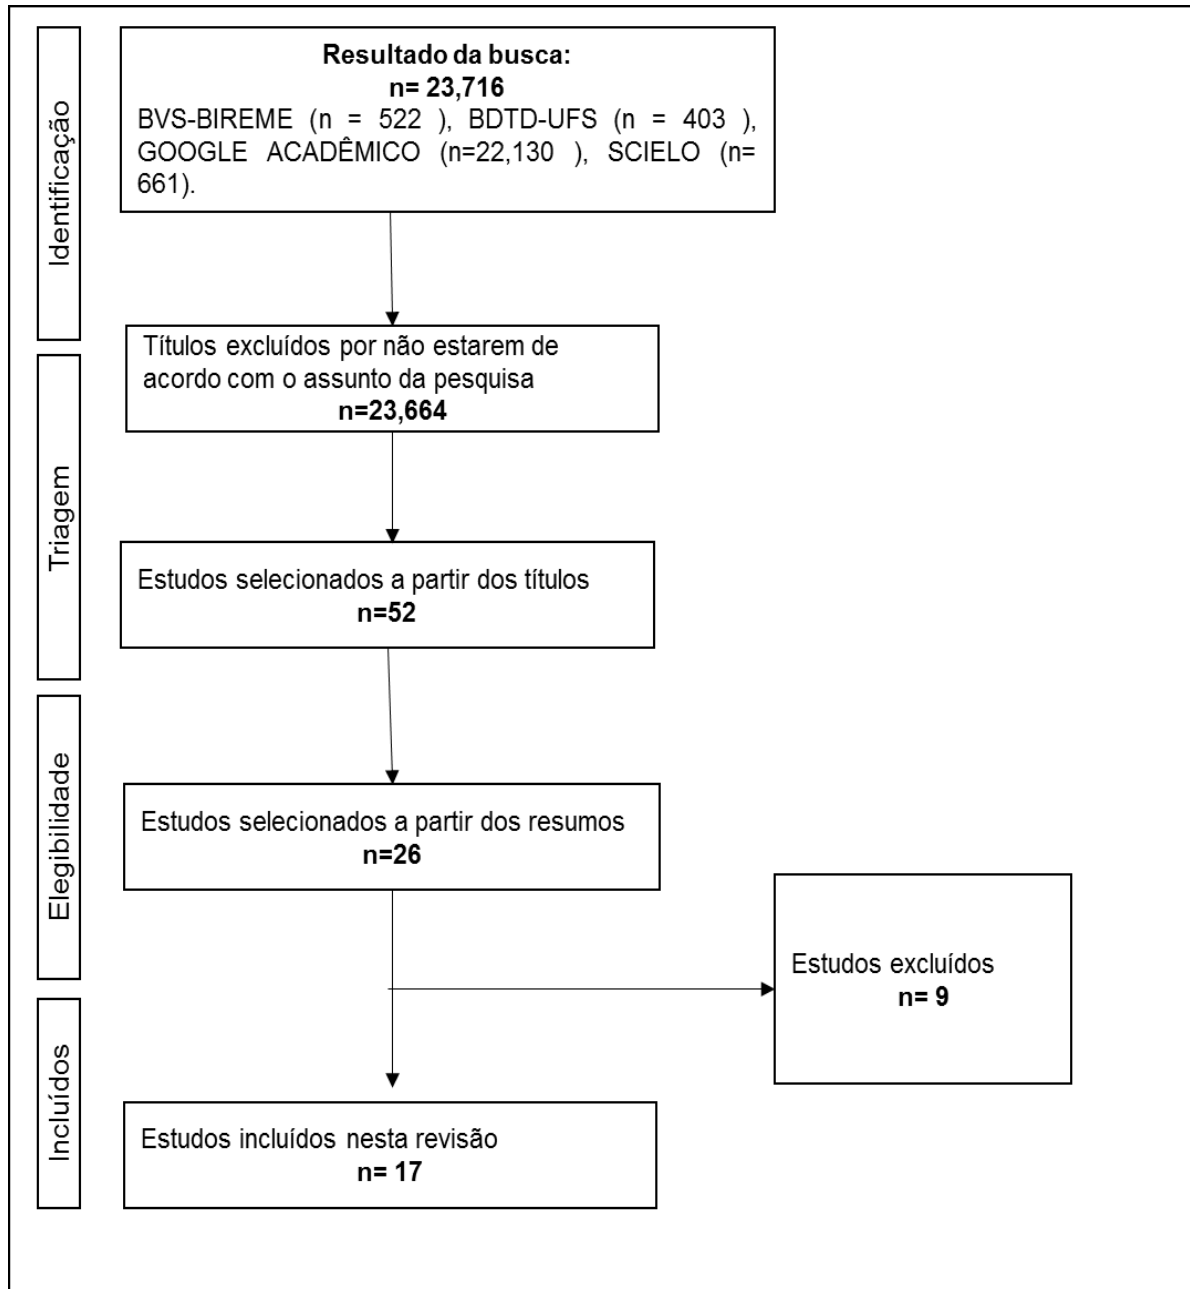 Identificação
Resultado da busca:
n= 23,716
BVS-BIREME (n = 522 ), BDTD-UFS (n = 403 ),
GOOGLE ACADÊMICO (n=22,130 ), SCIELO (n=
661).
Triagem
Títulos excluídos por não estarem de
acordo com o assunto da pesquisa
n=23,664
Estudos selecionados a partir dos títulos
n=52
Elegibilidade
Estudos selecionados a partir dos resumos
n=26
Estudos excluídos
n= 9
Incluídos
Estudos incluídos nesta revisão
n= 17